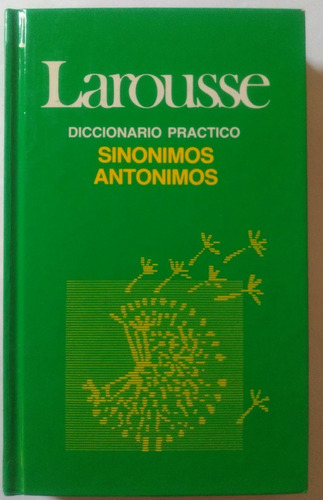 Larousse
DICCIONARIO PRACTICO
SINONIMOS
ANTONIMOS